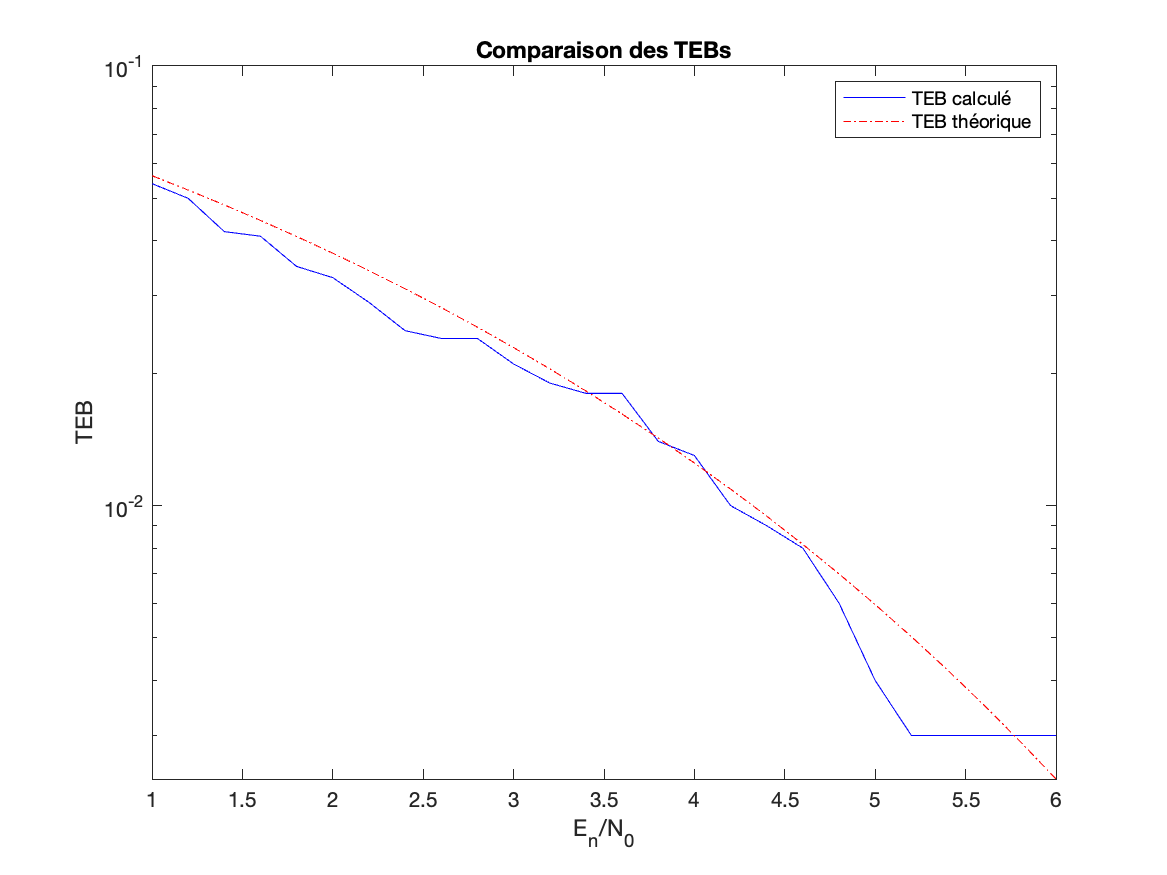 Comparaison des TEBs
10^-1
TEB calculé
TEB théorique
TEB
10^-2
1 1.5 2 2.5 3 3.5 4 4.5 5 5.5 6
E_n/N_0